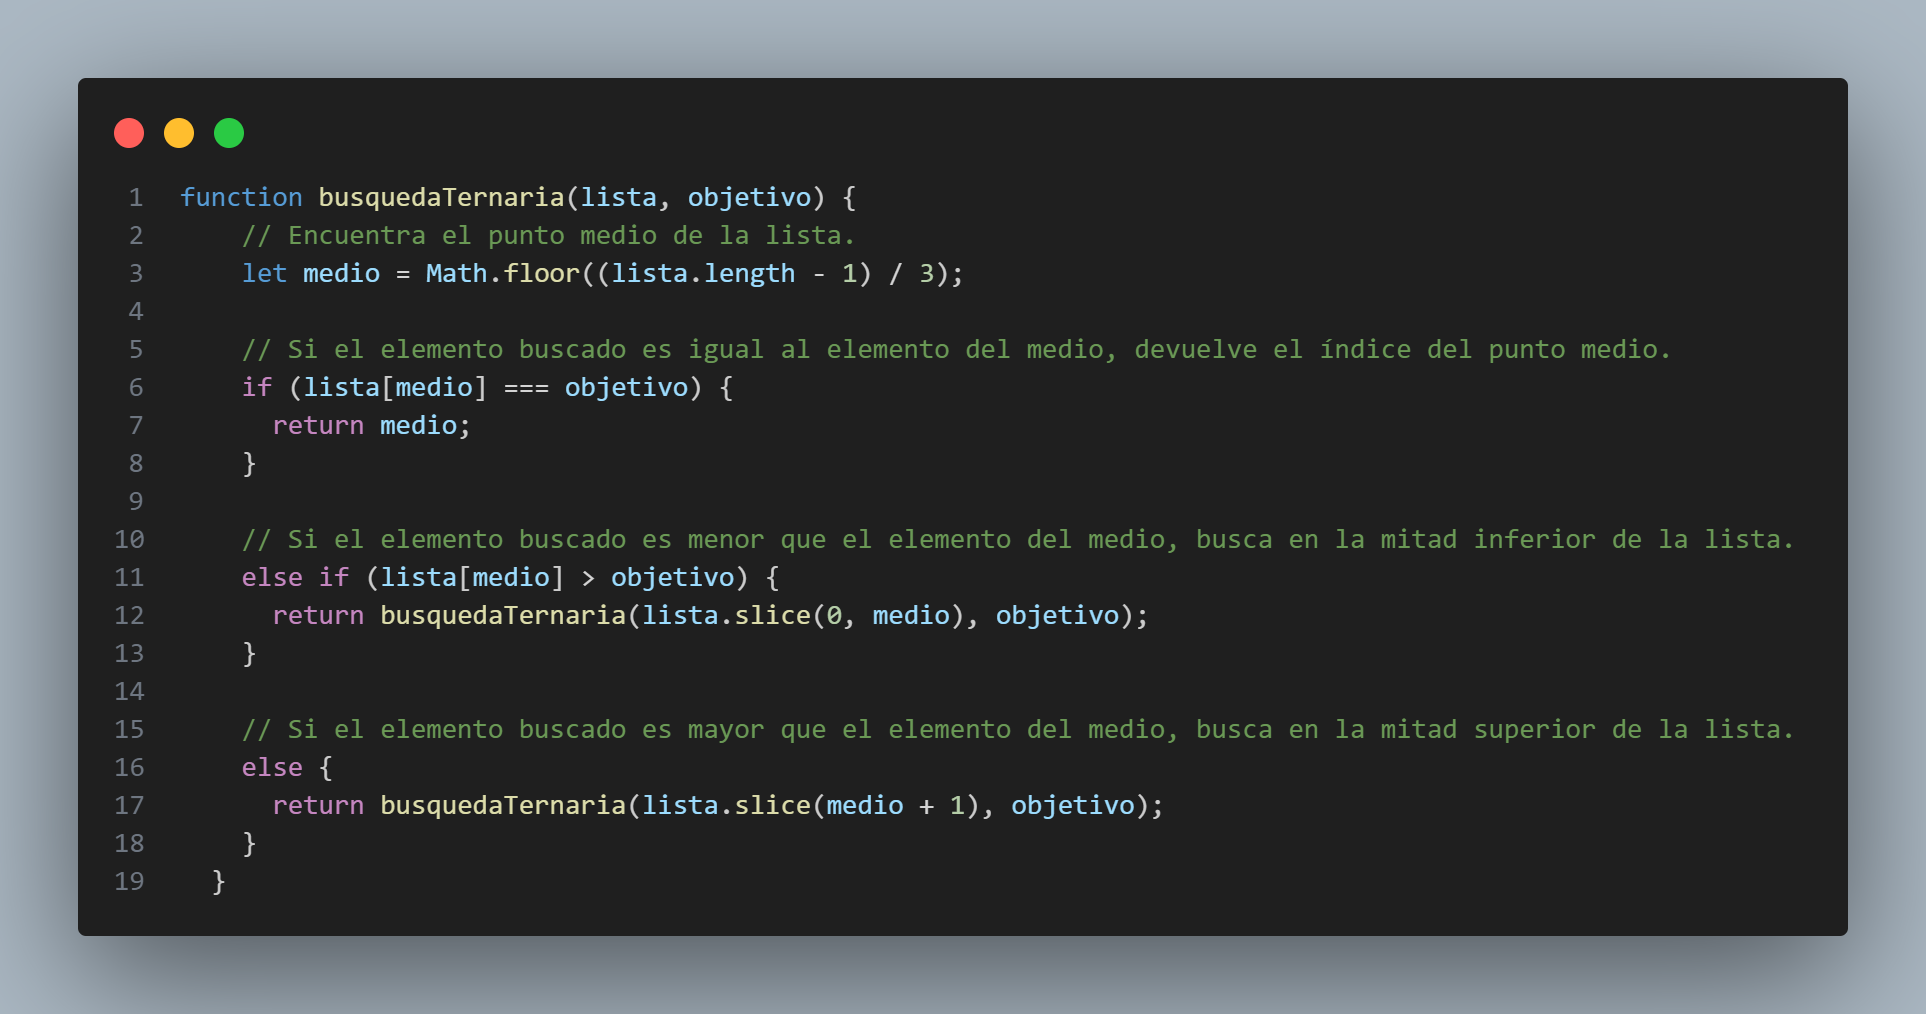 1 function busquedaTernaria(lista, objetivo) {
2 // Encuentra el punto medio de la lista.
3 let medio = Math.floor((lista.length - 1) / 3);
4
5 // Si el elemento buscado es igual al elemento del medio, devuelve el índice del punto medio.
6 if (lista[medio] === objetivo) {
7 return medio;
8 }
9
10 // Si el elemento buscado es menor que el elemento del medio, busca en la mitad inferior de la lista.
11 else if (lista[medio] > objetivo) {
12 return busquedaTernaria(lista.slice(0, medio), objetivo);
13 }
14
15 // Si el elemento buscado es mayor que el elemento del medio, busca en la mitad superior de la lista.
16 else {
17 return busquedaTernaria(lista.slice(medio + 1), objetivo);
18 }
19 }